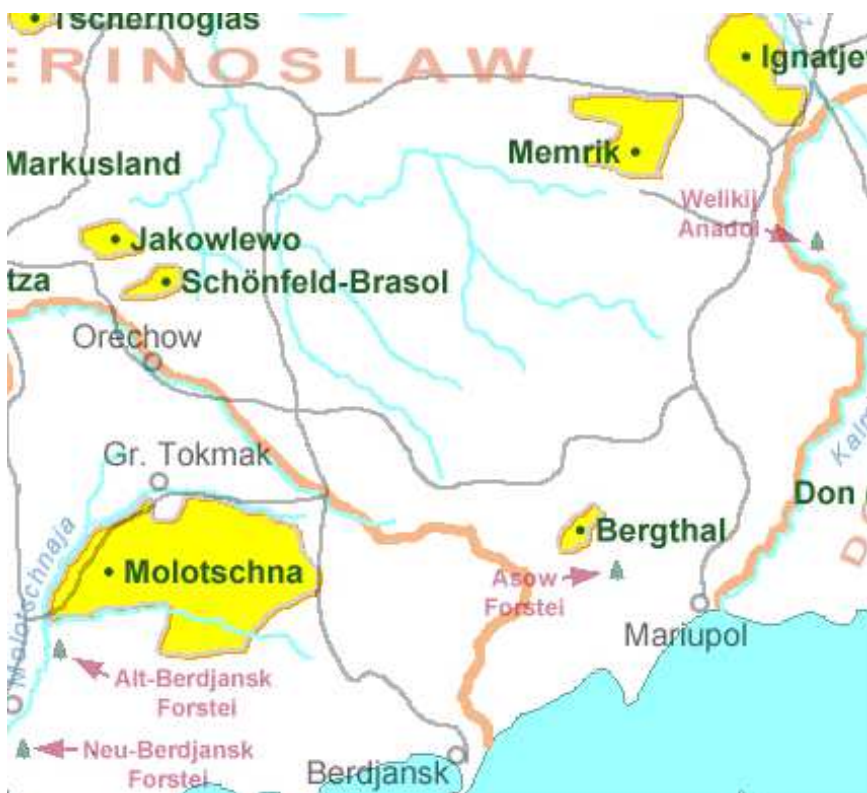 Tschernoglas
ERINOSLAW
Ignatjew
Memrik
Markusland
Welikij
Anadol
Jakowlewo
tza
Schönfeld-Brasol
Orechow
Gr. Tokmak
Don
Bergthal
Molotschna
Asow
Forstei
Molotschnaja
Mariupol
Alt-Berdjansk
Forstei
Neu-Berdjansk
Forstei
Berdjansk